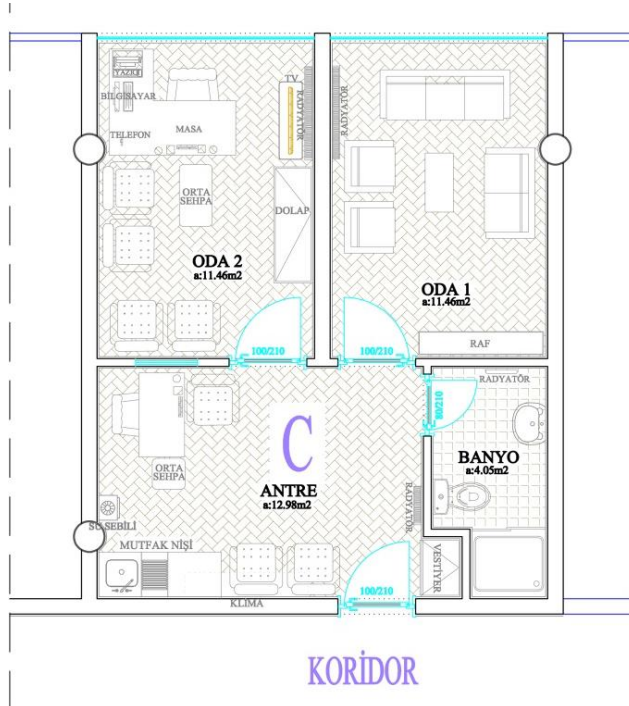 YAZICI
BİLGİSAYAR
TELEFON
MASA
TV
RADYATÖR
RADYATÖR
ORTA
SEHPA
DOLAP
ODA 2
a:11.46m2
ODA 1
a:11.46m2
RAF
100/210
100/210
80/210
RADYATÖR
C
ORTA
SEHPA
ANTRE
a:12.98m2
BANYO
a:4.05m2
RADYATÖR
SU SEBİLİ
MUTFAK NİŞİ
VESTİYER
100/210
KLIMA
KORİDOR